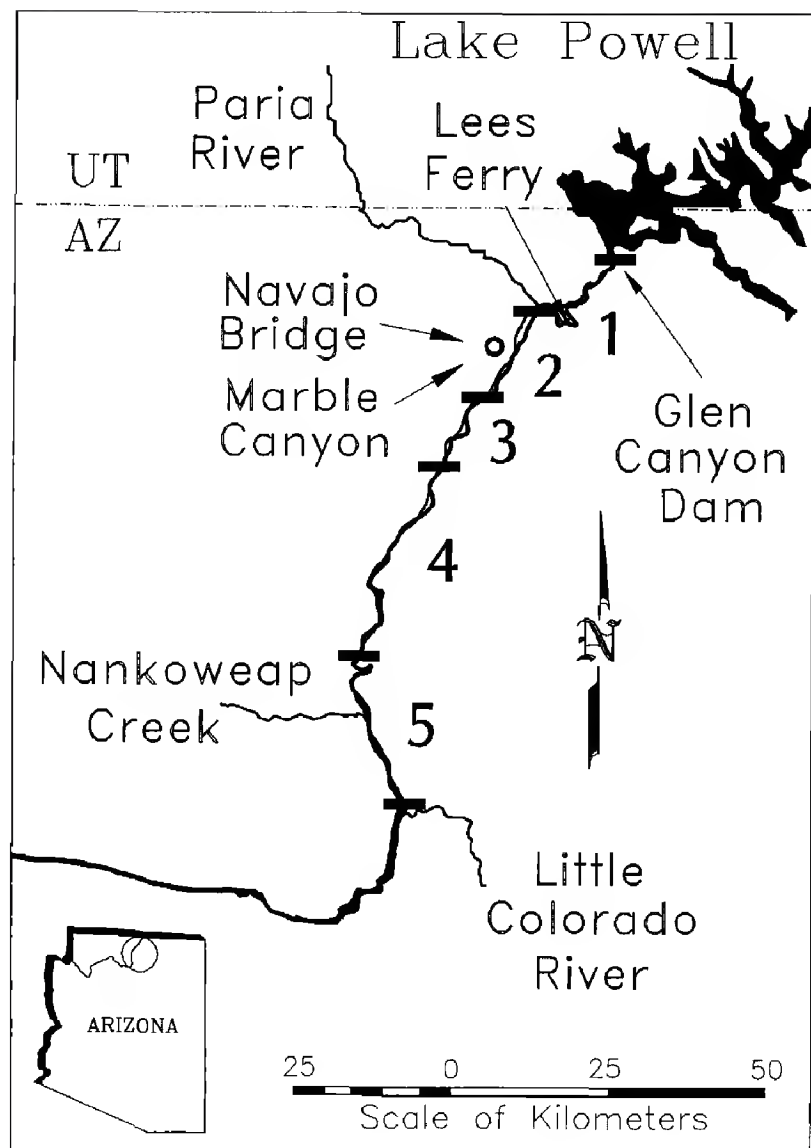 Lake Powell
Paria
River
Lees
Ferry
UT
AZ
Navajo
Bridge
Marble
Canyon
1
2
3
Glen
Canyon
Dam
4
N
Nankoweap
Creek
5
Little
Colorado
River
ARIZONA
25 0 25 50
Scale of Kilometers